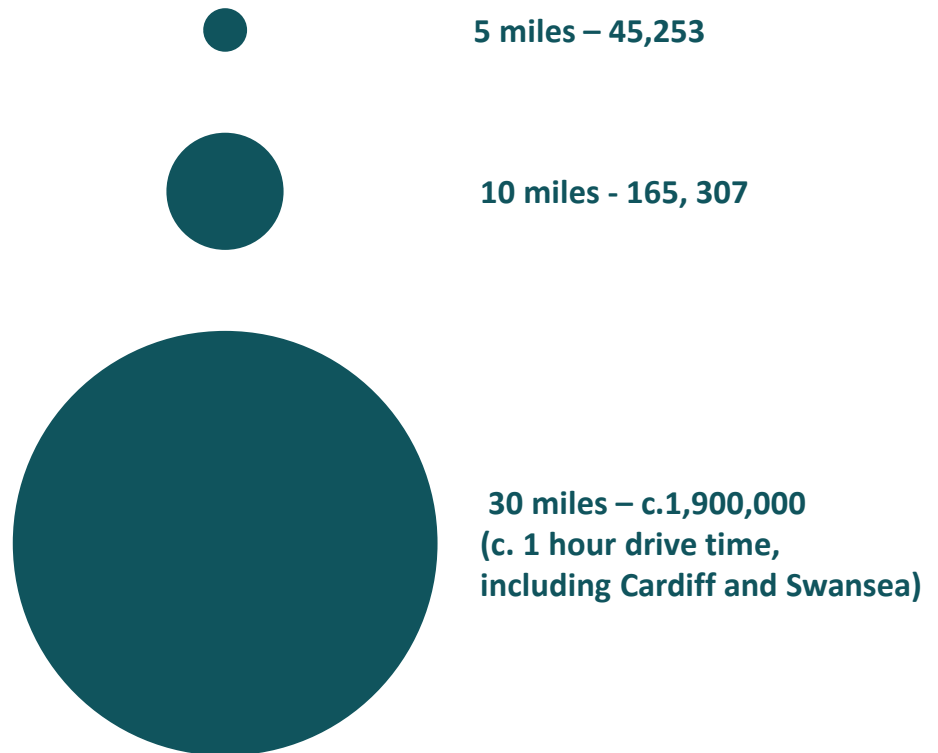 5 miles – 45,253
10 miles - 165, 307
30 miles – c.1,900,000
(c. 1 hour drive time,
including Cardiff and Swansea)